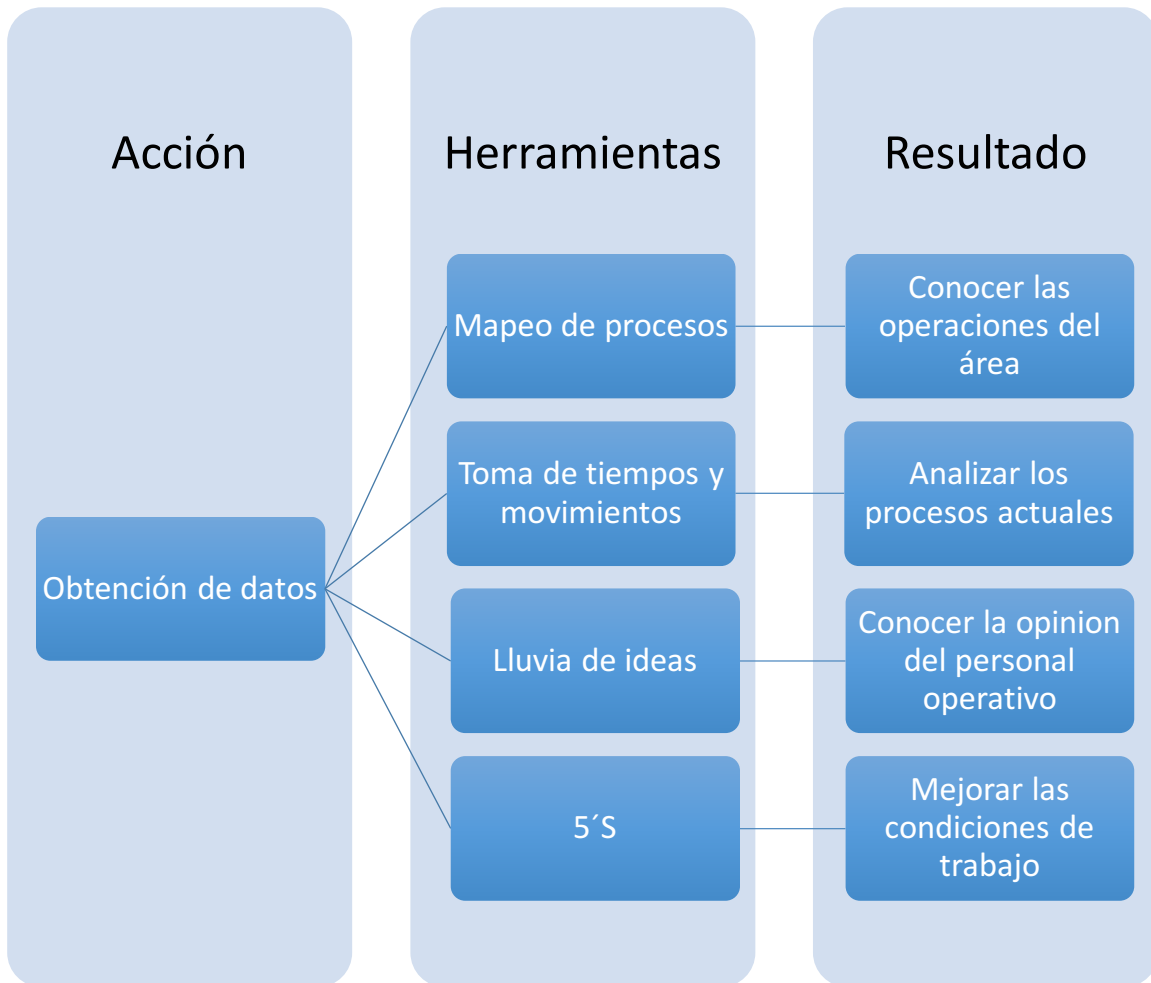 Acción
Herramientas
Resultado
Obtención de datos
Mapeo de procesos
Conocer las
operaciones del
área
Toma de tiempos y
movimientos
Analizar los
procesos actuales
Lluvia de ideas
Conocer la opinion
del personal
operativo
5´S
Mejorar las
condiciones de
trabajo